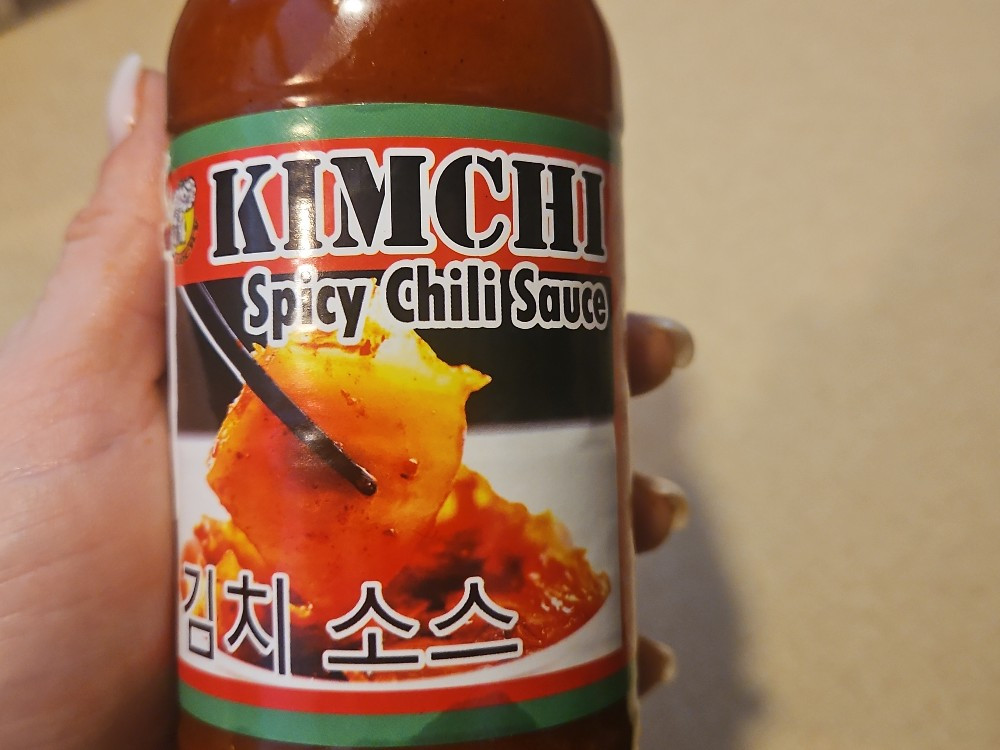 KIMCHI
Spicy Chili Sauce
김치 소스